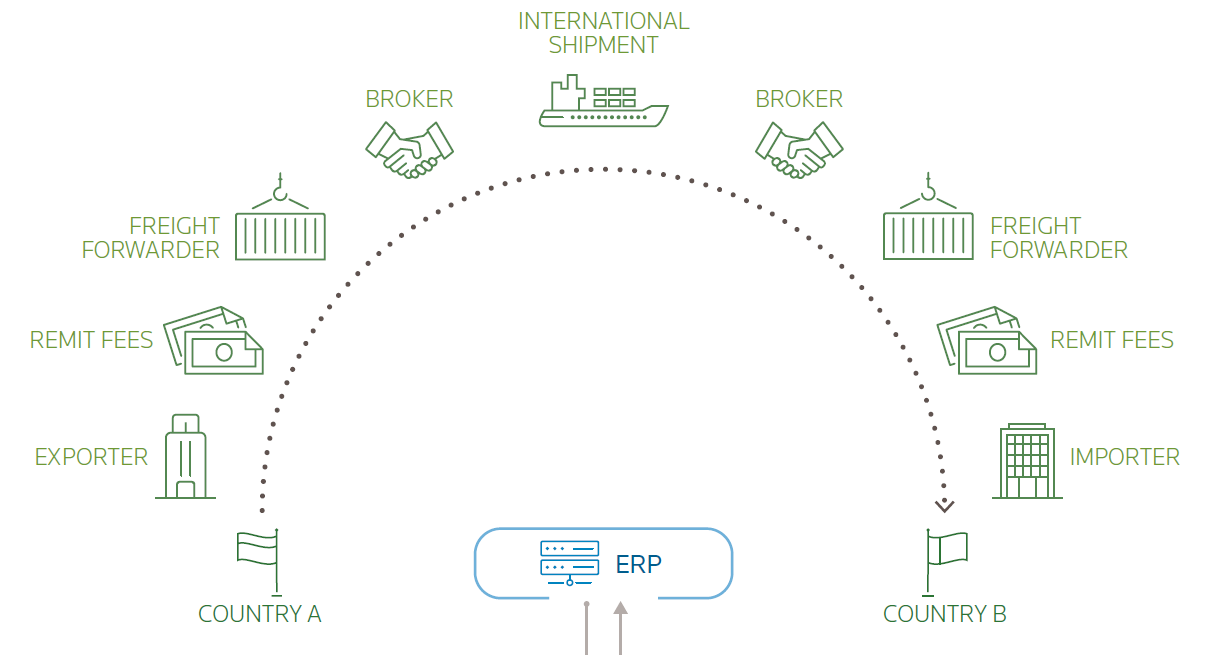 INTERNATIONAL
SHIPMENT
BROKER
BROKER
FREIGHT
FORWARDER
FREIGHT
FORWARDER
REMIT FEES
REMIT FEES
EXPORTER
IMPORTER
ERP
COUNTRY A
COUNTRY B